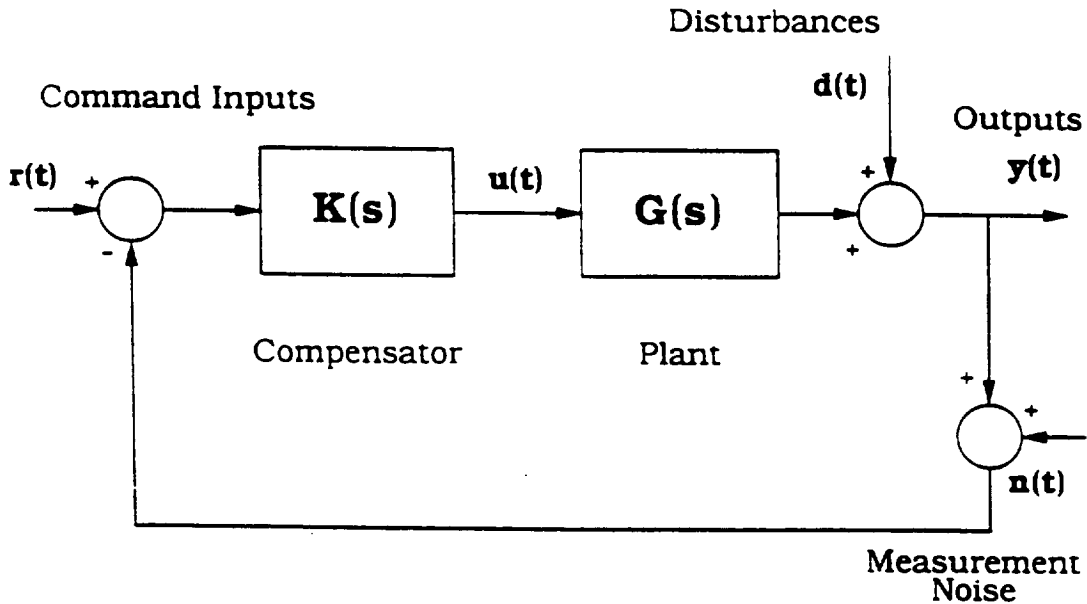 Disturbances
d(t)
Command Inputs
Outputs
r(t)
+
K(s)
u(t)
G(s)
+
y(t)
-
+
Compensator
Plant
+
+
n(t)
Measurement
Noise